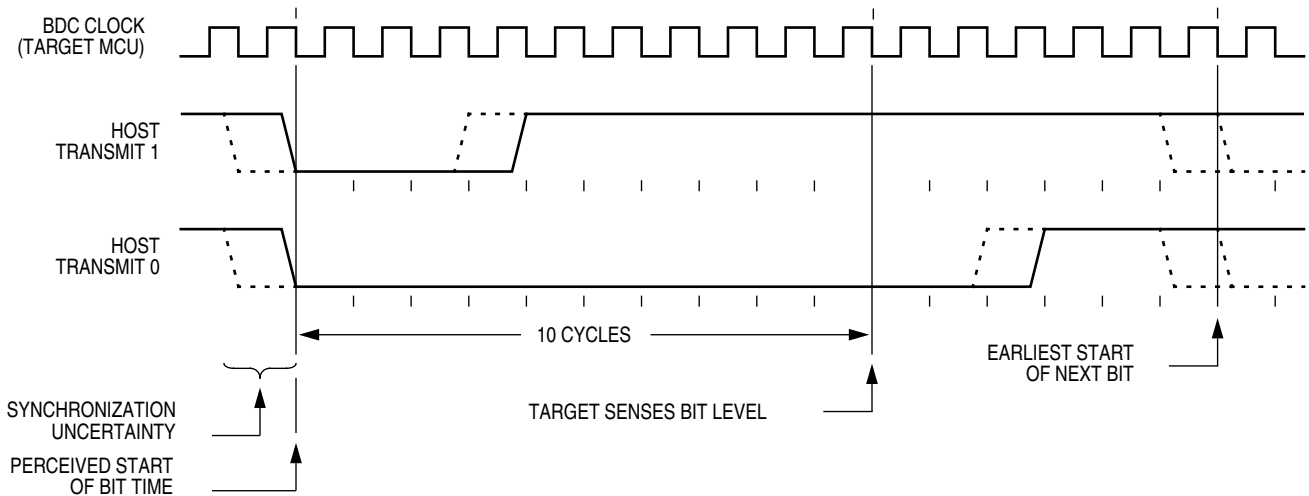 BDC CLOCK
(TARGET MCU)
HOST
TRANSMIT 1
HOST
TRANSMIT 0
10 CYCLES
EARLIEST START
OF NEXT BIT
SYNCHRONIZATION
UNCERTAINTY
TARGET SENSES BIT LEVEL
PERCEIVED START
OF BIT TIME